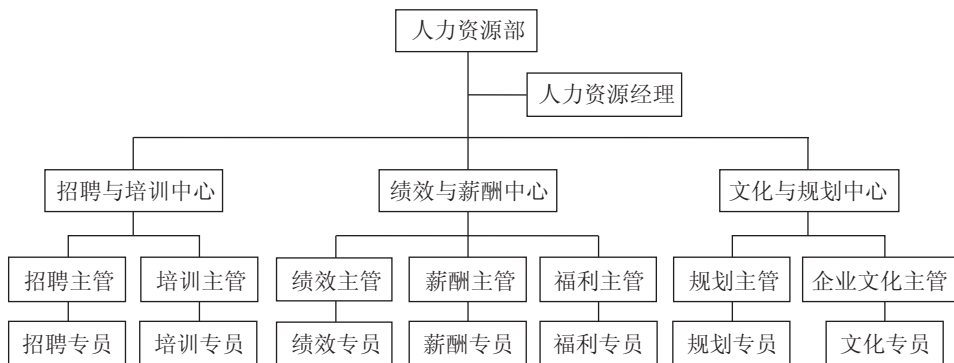 人力资源部
人力资源经理
招聘与培训中心
绩效与薪酬中心
文化与规划中心
招聘主管
培训主管
绩效主管
薪酬主管
福利主管
规划主管
企业文化主管
招聘专员
培训专员
绩效专员
薪酬专员
福利专员
规划专员
文化专员